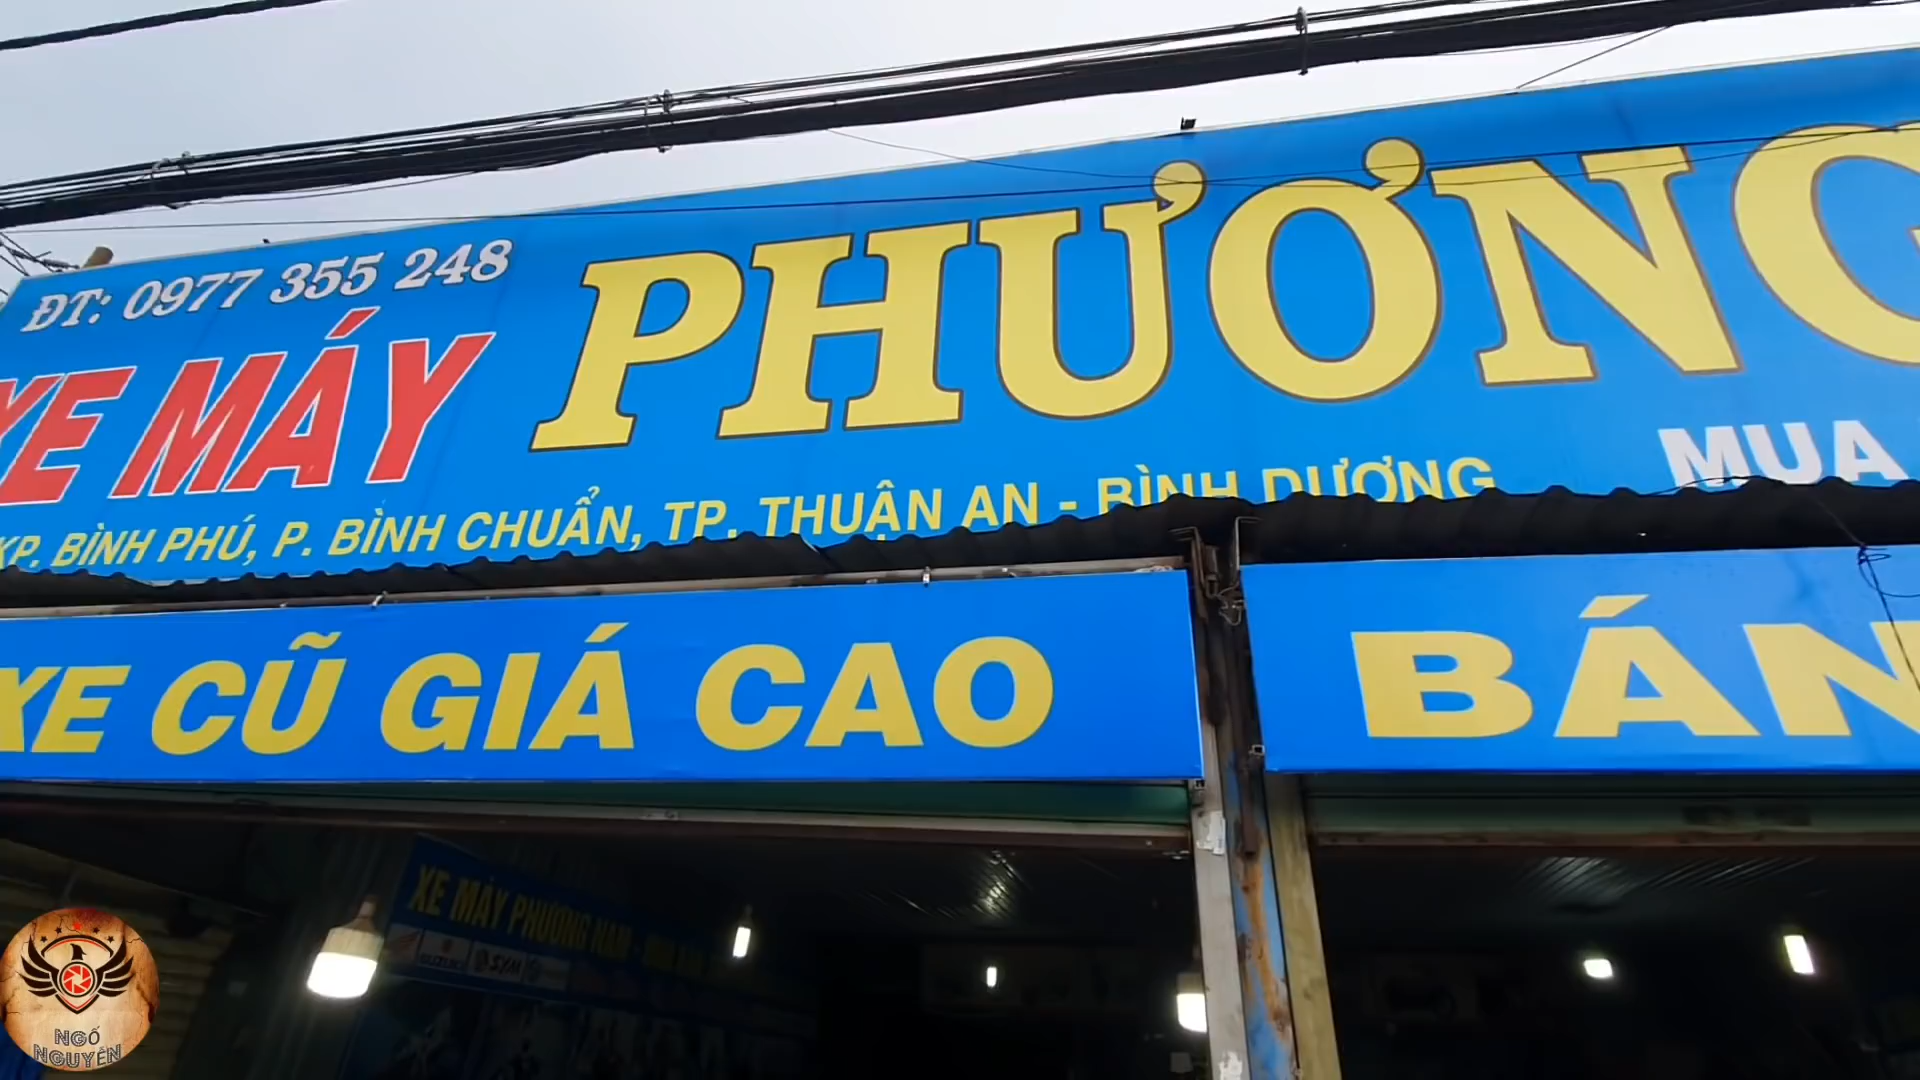 ĐT: 0977 355 248
XE MÁY PHƯƠNG
MUA
KP. BÌNH PHÚ, P. BÌNH CHUẨN, TP. THUẬN AN - BÌNH DƯƠNG
XE CŨ GIÁ CAO
BÁN
XE MÁY PHƯƠNG NAM -
SUZUKI SYM
NGỐ
NGUYÊN